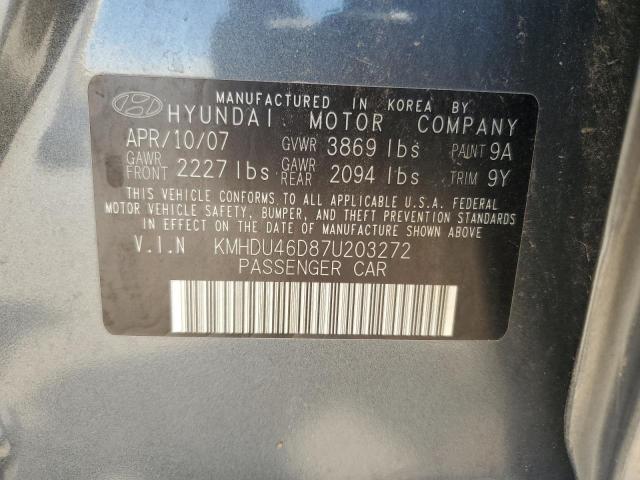 MANUFACTURED IN KOREA BY
HYUNDAI MOTOR COMPANY
APR/10/07 GVWR 3869 lbs PAINT 9A
GAWR FRONT 2227 lbs GAWR REAR 2094 lbs TRIM 9Y
THIS VEHICLE CONFORMS TO ALL APPLICABLE U.S.A. FEDERAL
MOTOR VEHICLE SAFETY, BUMPER, AND THEFT PREVENTION STANDARDS
IN EFFECT ON THE DATE OF MANUFACTURE SHOWN ABOVE.
V.I.N KMHDU46D87U203272
PASSENGER CAR